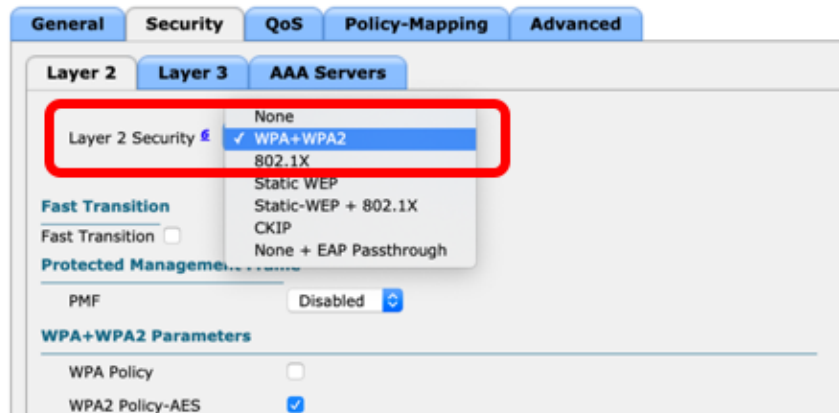 General Security QoS Policy-Mapping Advanced
Layer 2 Layer 3 AAA Servers
None
Layer 2 Security 6 ✓ WPA+WPA2
802.1X
Static WEP
Fast Transition Static-WEP + 802.1X
Fast Transition CKIP
None + EAP Passthrough
Protected Management Frame
PMF Disabled
WPA+WPA2 Parameters
WPA Policy
WPA2 Policy-AES